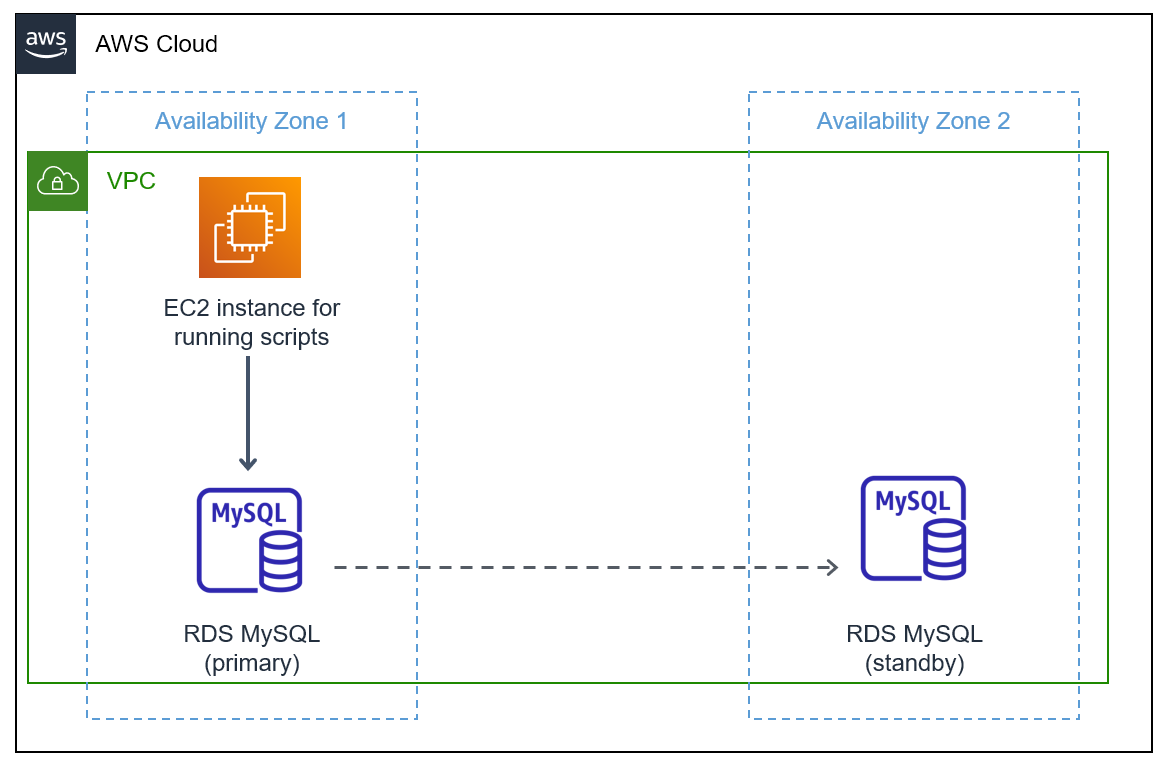 aws
AWS Cloud
Availability Zone 1
Availability Zone 2
VPC
EC2 instance for
running scripts
MySQL
MySQL
RDS MySQL
(primary)
RDS MySQL
(standby)